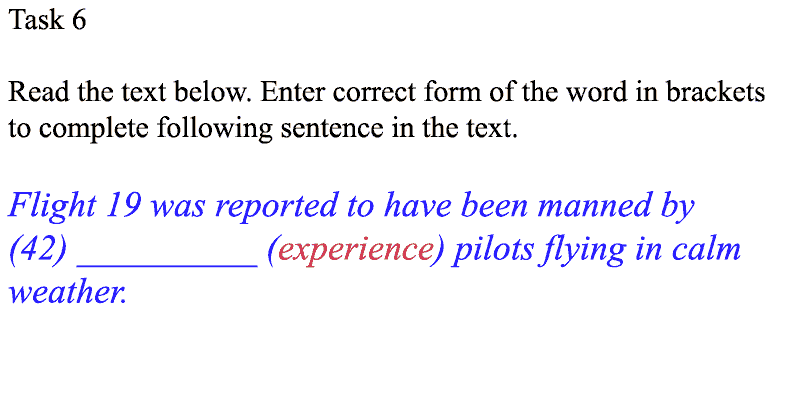 Task 6
Read the text below. Enter correct form of the word in brackets
to complete following sentence in the text.
Flight 19 was reported to have been manned by
(42) __________ (experience) pilots flying in calm
weather.